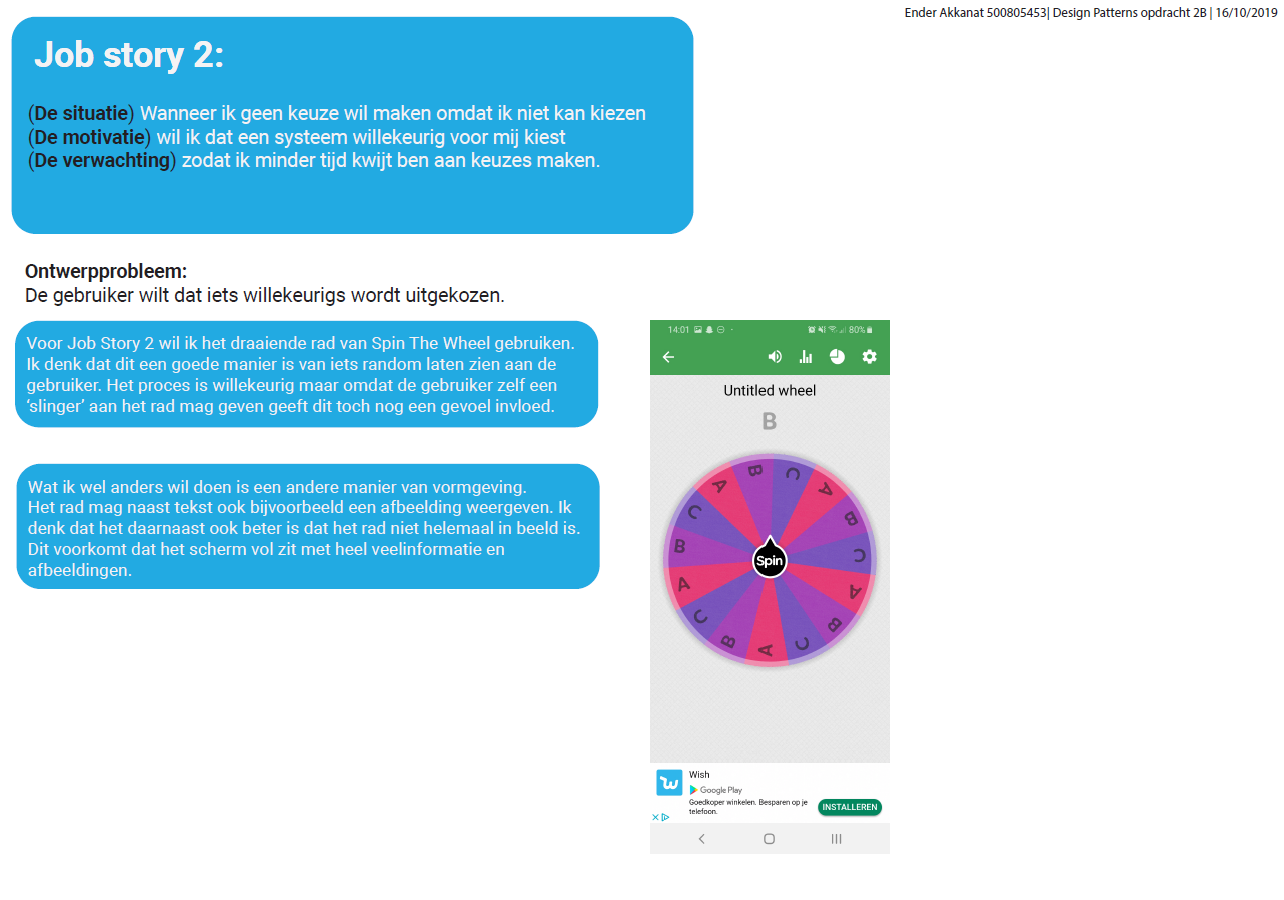 Ender Akkanat 500805453| Design Patterns opdracht 2B | 16/10/2019
Job story 2:
(De situatie) Wanneer ik geen keuze wil maken omdat ik niet kan kiezen
(De motivatie) wil ik dat een systeem willekeurig voor mij kiest
(De verwachting) zodat ik minder tijd kwijt ben aan keuzes maken.
Ontwerpprobleem:
De gebruiker wilt dat iets willekeurigs wordt uitgekozen.
Voor Job Story 2 wil ik het draaiende rad van Spin The Wheel gebruiken.
Ik denk dat dit een goede manier is van iets random laten zien aan de
gebruiker. Het proces is willekeurig maar omdat de gebruiker zelf een
‘slinger’ aan het rad mag geven geeft dit toch nog een gevoel invloed.
Wat ik wel anders wil doen is een andere manier van vormgeving.
Het rad mag naast tekst ook bijvoorbeeld een afbeelding weergeven. Ik
denk dat het daarnaast ook beter is dat het rad niet helemaal in beeld is.
Dit voorkomt dat het scherm vol zit met heel veelinformatie en
afbeeldingen.
14:01
80%
Untitled wheel
B
B
C
A
B
C
A
B
C
A
B
C
A
B
C
A
Spin
Wish
Google Play
Goedkoper winkelen. Besparen op je
telefoon.
INSTALLEREN